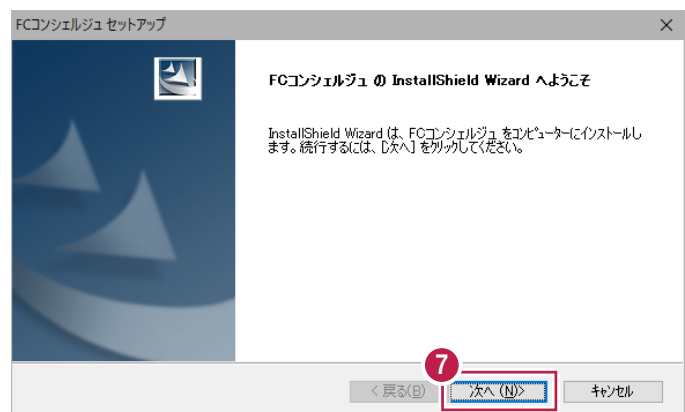 FCコンシェルジュ セットアップ
FCコンシェルジュ の InstallShield Wizard へようこそ
InstallShield Wizard は、FCコンシェルジュ をコンピューターにインストールし
ます。続行するには、[次へ] をクリックしてください。
7
< 戻る(B)
次へ (N)>
キャンセル